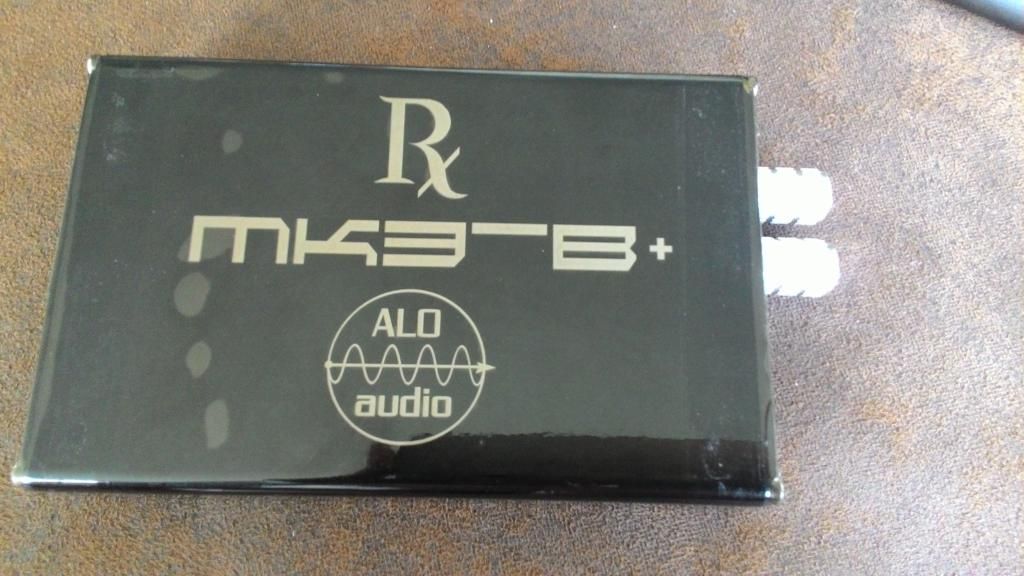 Rx
MK3-B+
ALO
audio